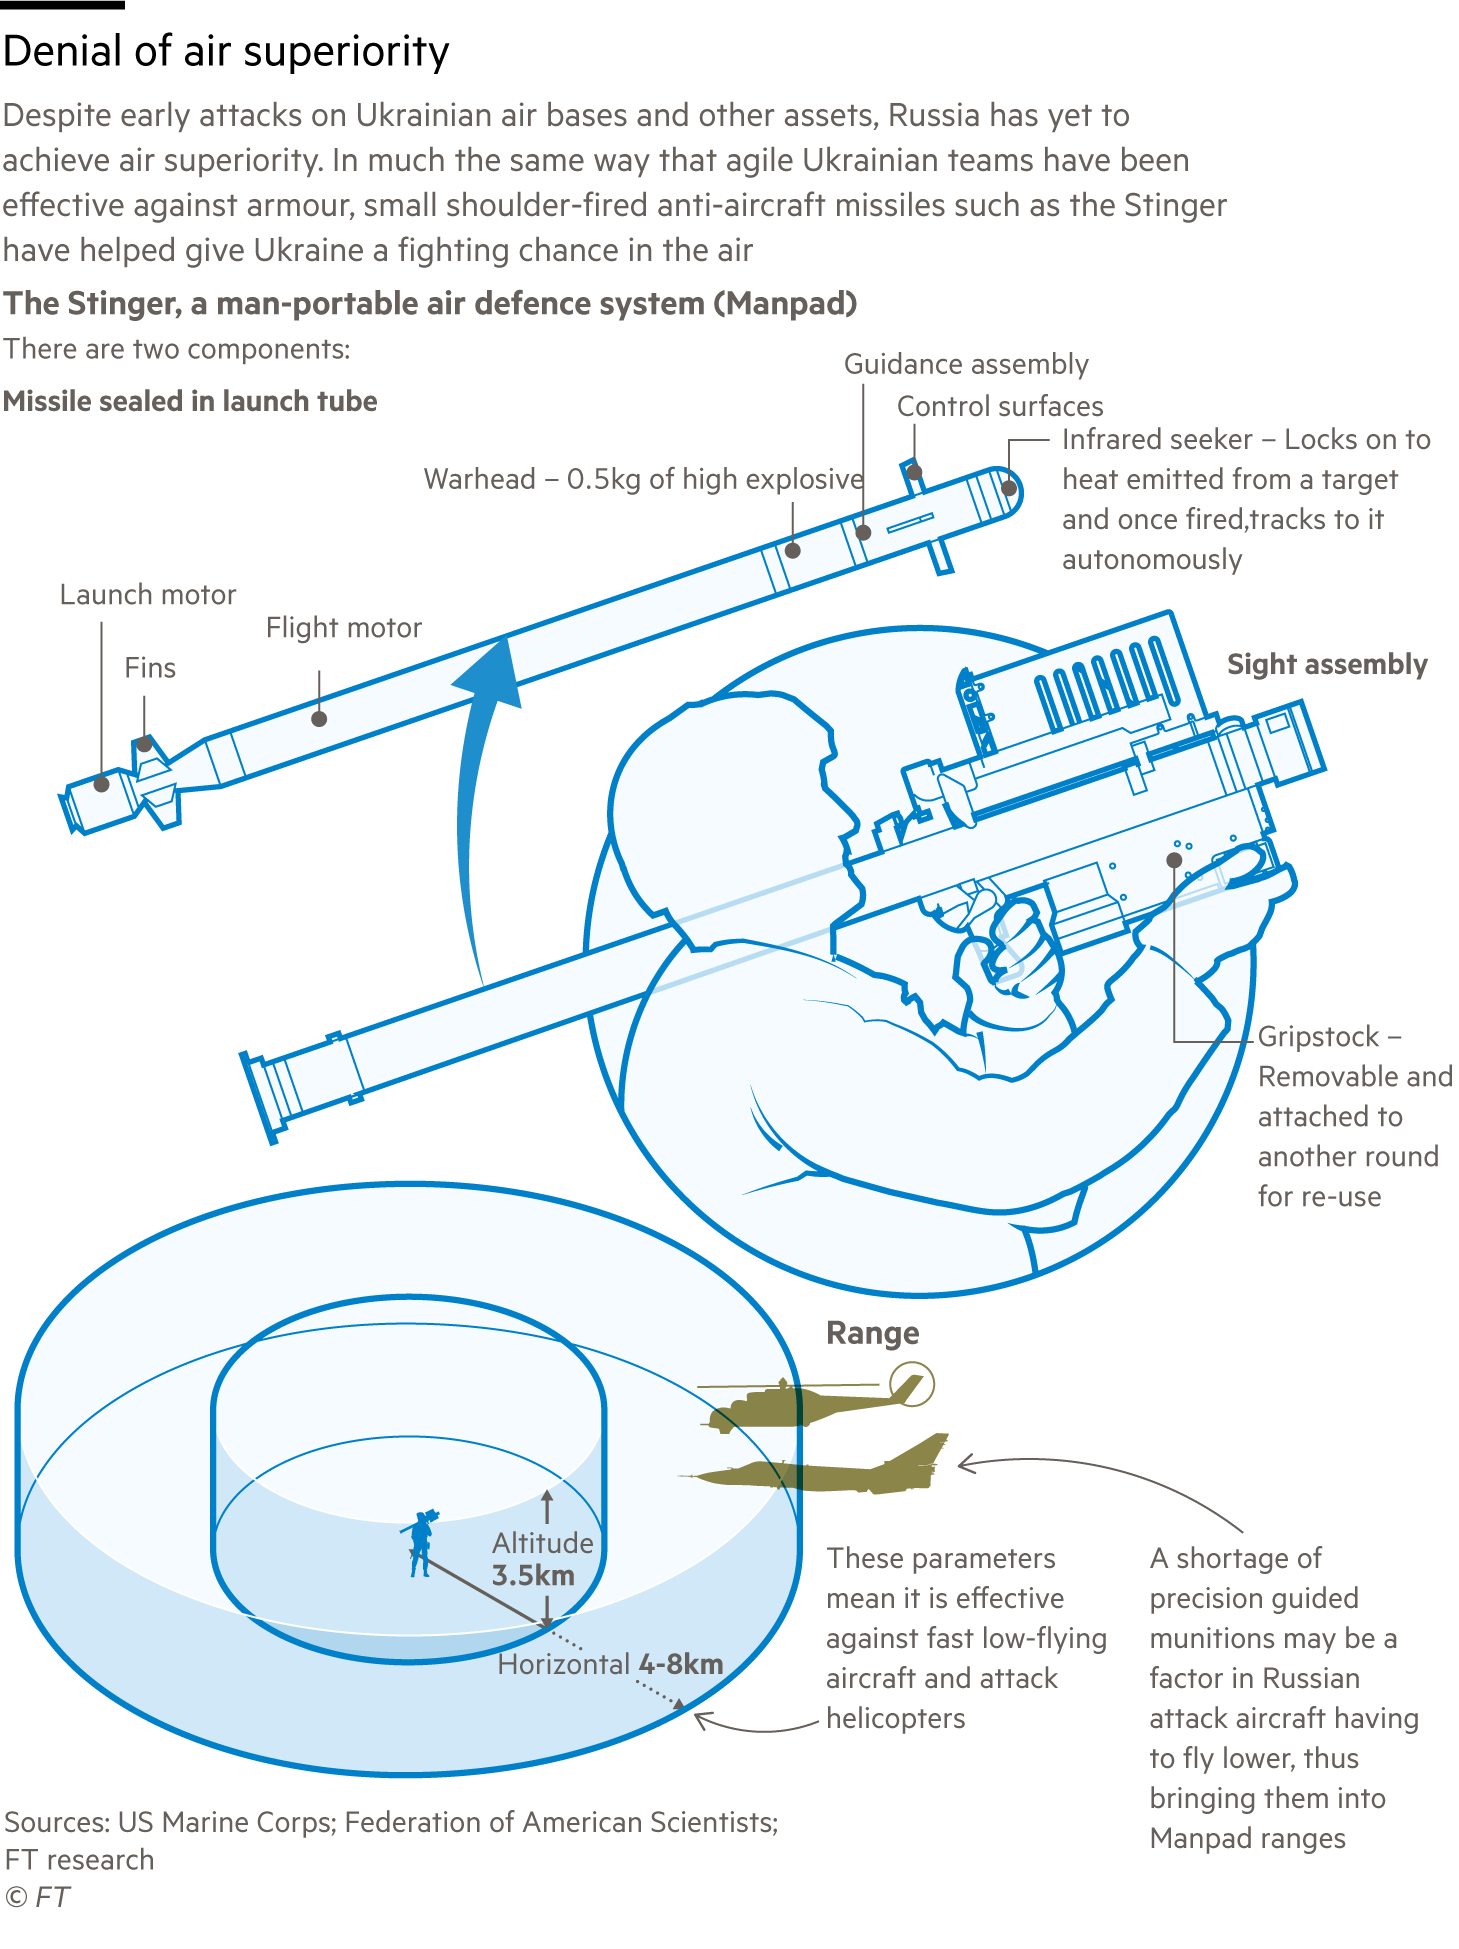 Denial of air superiority
Despite early attacks on Ukrainian air bases and other assets, Russia has yet to
achieve air superiority. In much the same way that agile Ukrainian teams have been
effective against armour, small shoulder-fired anti-aircraft missiles such as the Stinger
have helped give Ukraine a fighting chance in the air
The Stinger, a man-portable air defence system (Manpad)
There are two components:
Missile sealed in launch tube
Guidance assembly
Control surfaces
Infrared seeker – Locks on to
heat emitted from a target
and once fired,tracks to it
autonomously
Warhead – 0.5kg of high explosive
Launch motor
Flight motor
Fins
Sight assembly
Gripstock –
Removable and
attached to
another round
for re-use
Range
Altitude
3.5km
Horizontal 4-8km
These parameters
mean it is effective
against fast low-flying
aircraft and attack
helicopters
A shortage of
precision guided
munitions may be a
factor in Russian
attack aircraft having
to fly lower, thus
bringing them into
Manpad ranges
Sources: US Marine Corps; Federation of American Scientists;
FT research
© FT